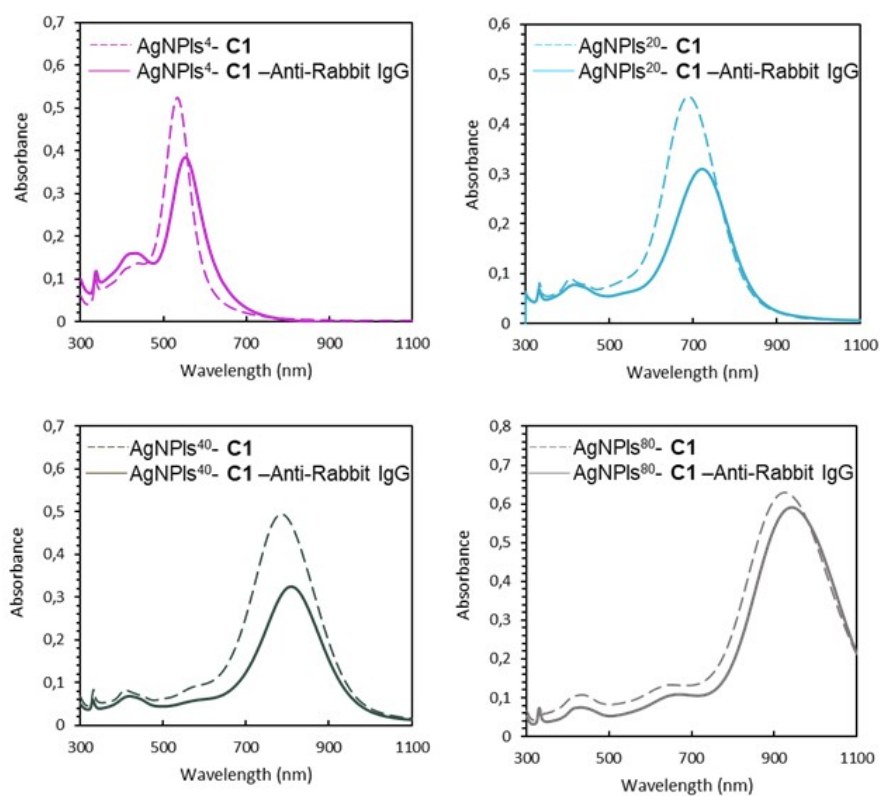 0,7
0,6
0,5
0,4
0,3
0,2
0,1
0
Absorbance
AgNPls⁴- C1
AgNPls⁴- C1 –Anti-Rabbit IgG
300 500 700 900 1100
Wavelength (nm)
0,6
0,5
0,4
0,3
0,2
0,1
0
Absorbance
AgNPls²⁰- C1
AgNPls²⁰- C1 –Anti-Rabbit IgG
300 500 700 900 1100
Wavelength (nm)
0,7
0,6
0,5
0,4
0,3
0,2
0,1
0
Absorbance
AgNPls⁴⁰- C1
AgNPls⁴⁰- C1 –Anti-Rabbit IgG
300 500 700 900 1100
Wavelength (nm)
0,8
0,7
0,6
0,5
0,4
0,3
0,2
0,1
0
Absorbance
AgNPls⁸⁰- C1
AgNPls⁸⁰- C1 –Anti-Rabbit IgG
300 500 700 900 1100
Wavelength (nm)